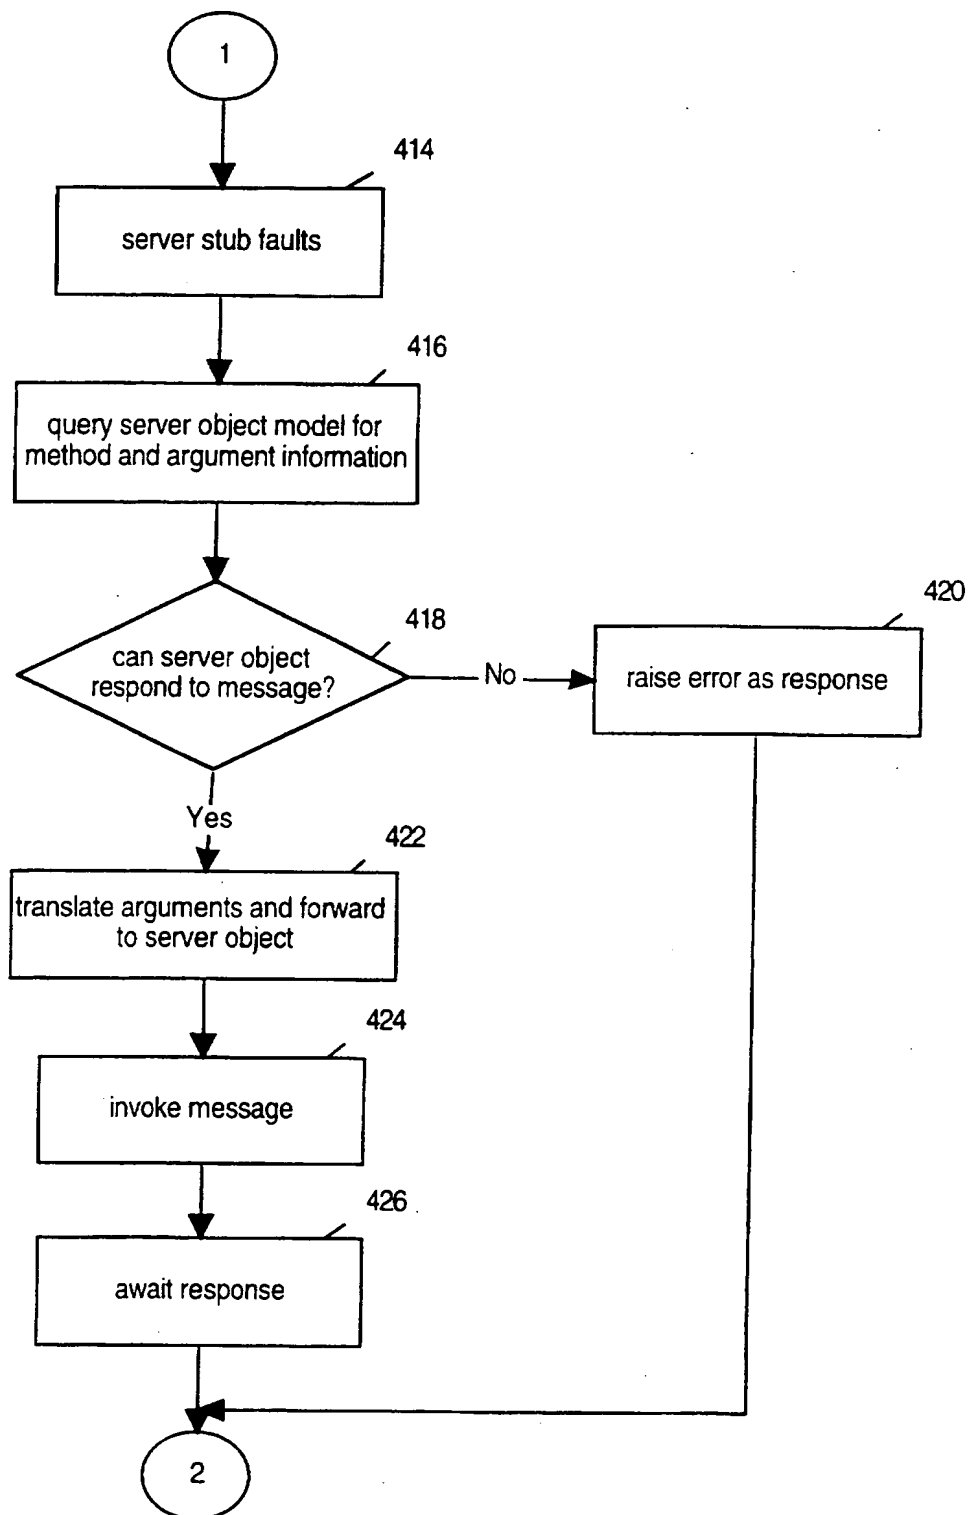 1
414
server stub faults
416
query server object model for
method and argument information
418
can server object
respond to message?
No
420
raise error as response
Yes
422
translate arguments and forward
to server object
424
invoke message
426
await response
2